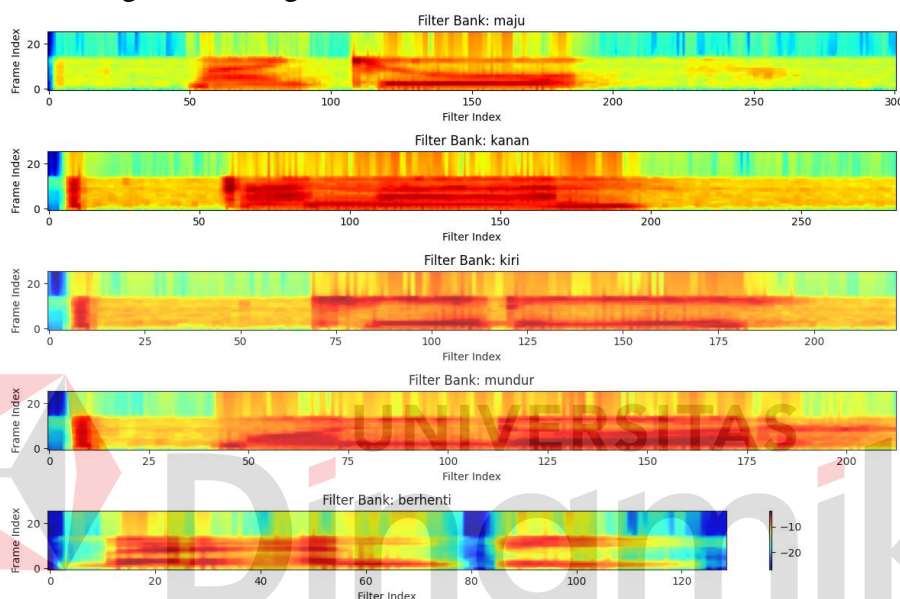 Filter Bank: maju
20
0
Frame Index
0 50 100 150 200 250 300
Filter Index
Filter Bank: kanan
20
0
Frame Index
0 50 100 150 200 250
Filter Index
Filter Bank: kiri
20
0
Frame Index
0 25 50 75 100 125 150 175 200
Filter Index
Filter Bank: mundur
20
0
Frame Index
0 25 50 75 100 125 150 175 200
Filter Index
UNIVERSITAS
Dinamik
Filter Bank: berhenti
20
0
Frame Index
0 20 40 60 80 100 120
Filter Index
−10
−20